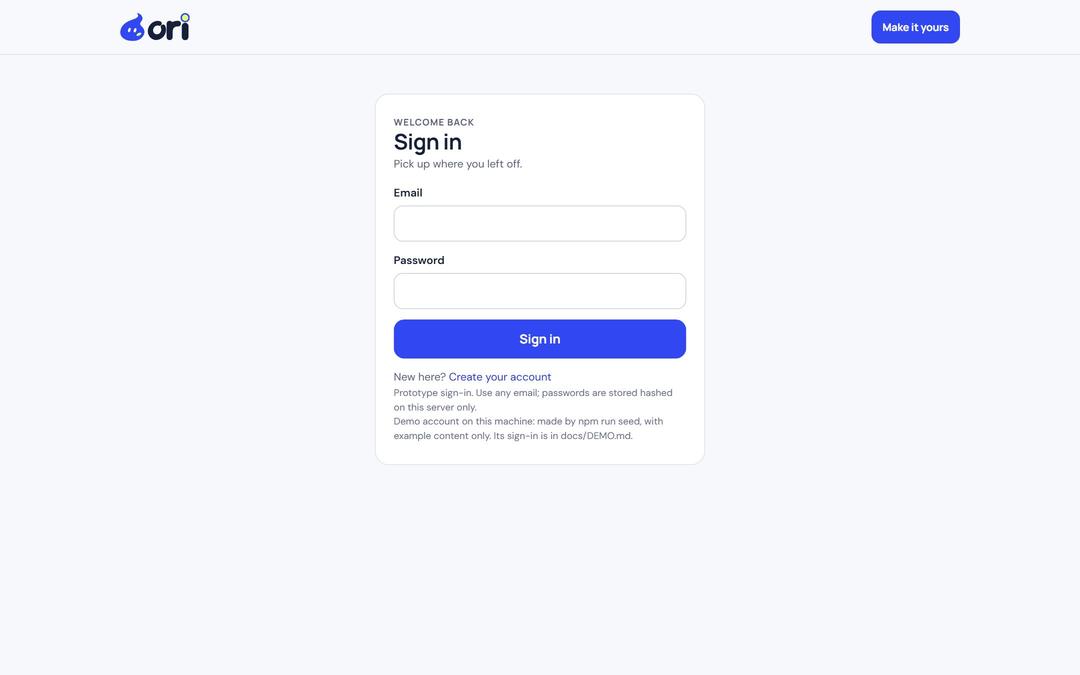 ori
Make it yours
WELCOME BACK
Sign in
Pick up where you left off.
Email
Password
Sign in
New here? Create your account
Prototype sign-in. Use any email; passwords are stored hashed
on this server only.
Demo account on this machine: made by npm run seed, with
example content only. Its sign-in is in docs/DEMO.md.